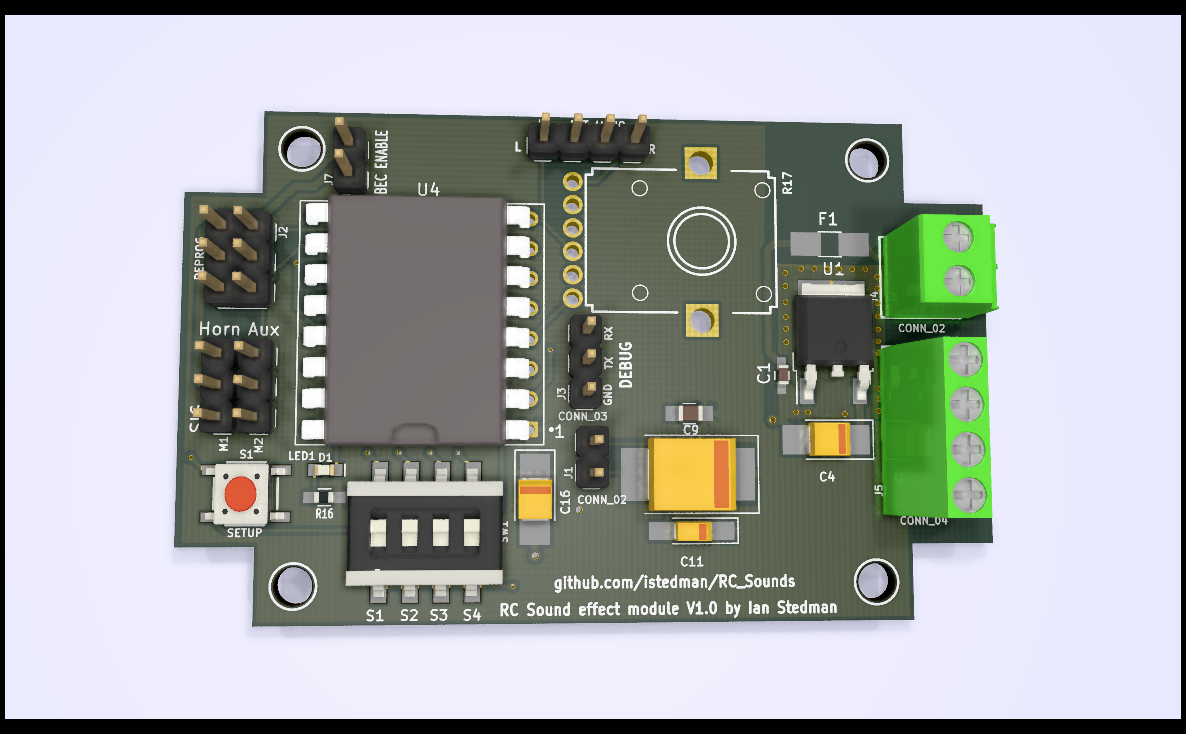 L
R
BEC ENABLE
J7
U4
R17
J2
F1
U1
REPROG
J4
CONN_02
Horn Aux
RX
TX
GND
DEBUG
J3
CONN_03
C1
M1
M2
•1
C9
S1
LED1
D1
J1
CONN_02
C16
C4
J5
R16
SETUP
SW1
CONN_04
C11
github.com/istedman/RC_Sounds
S1 S2 S3 S4
RC Sound effect module V1.0 by Ian Stedman